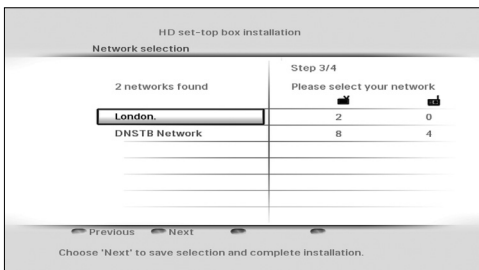 HD set-top box installation
Network selection
Step 3/4
2 networks found Please select your network
London. 2 0
DNSTB Network 8 4
Previous Next
Choose 'Next' to save selection and complete installation.